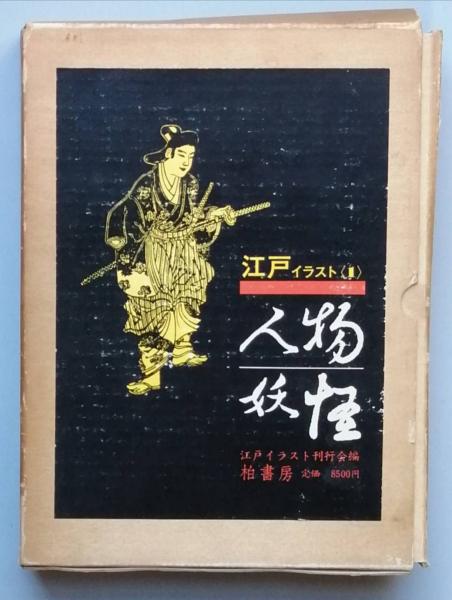 江戸イラスト〈Ⅱ〉
人物
妖怪
江戸イラスト刊行会編
柏書房 定価 8500円